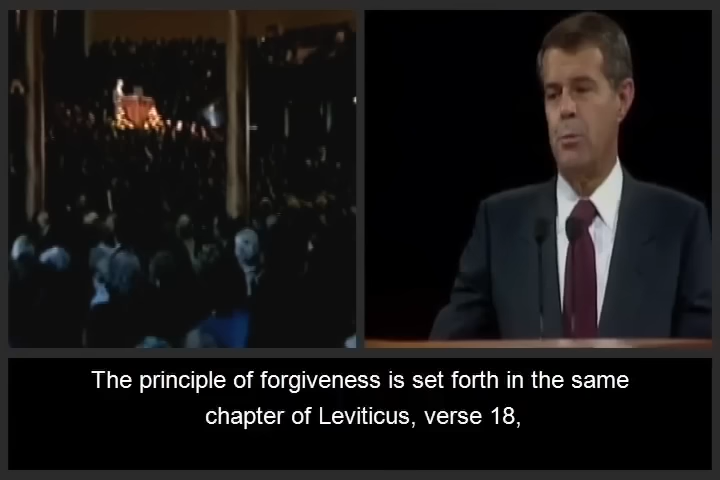 The principle of forgiveness is set forth in the same
chapter of Leviticus, verse 18,